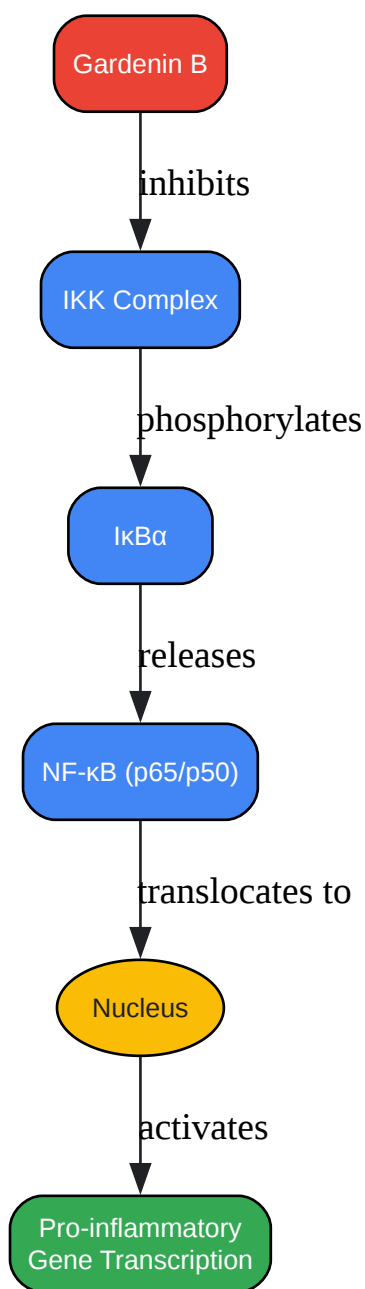 Gardenin B
inhibits
IKK Complex
phosphorylates
IκBα
releases
NF-κB (p65/p50)
translocates to
Nucleus
activates
Pro-inflammatory
Gene Transcription